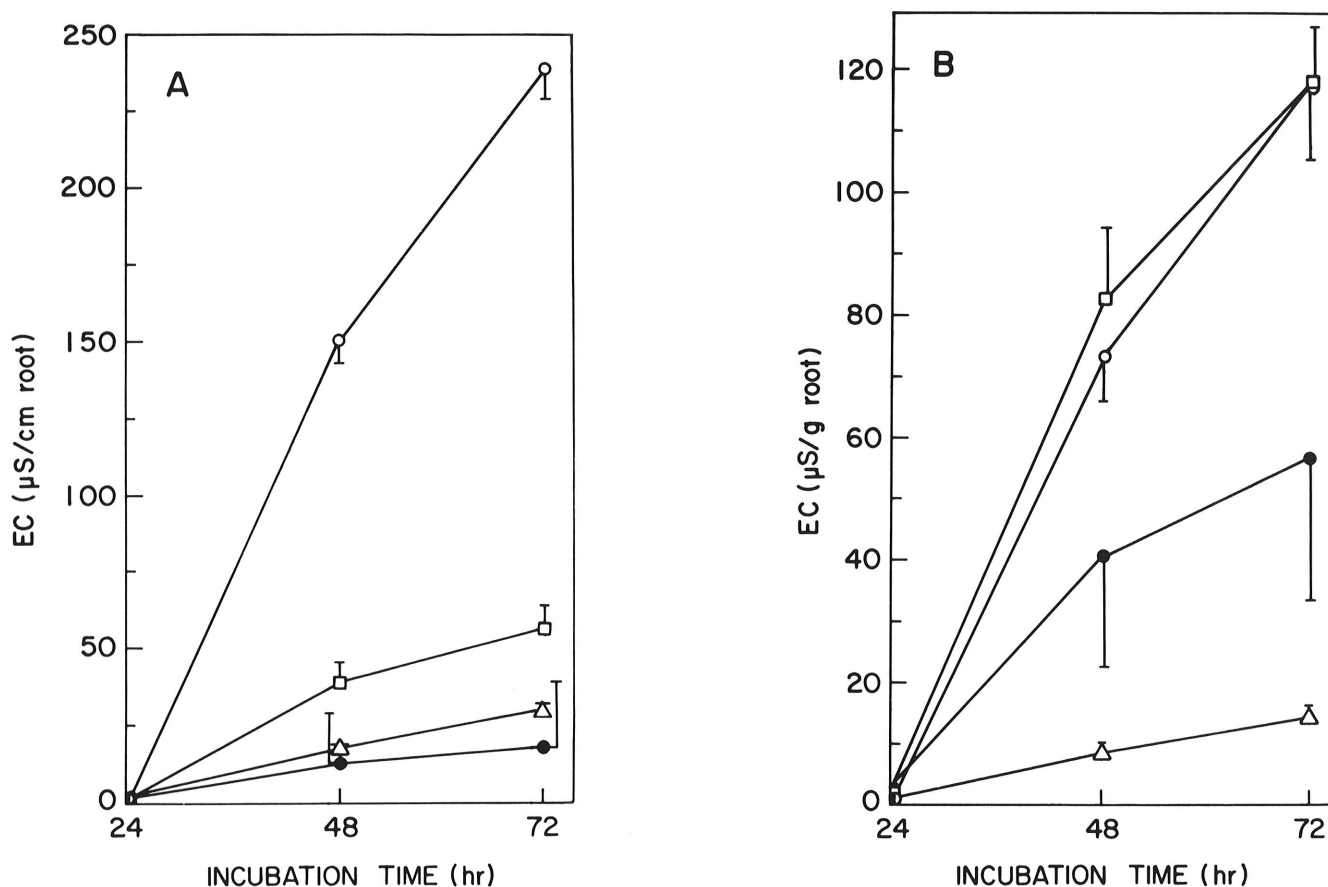 A
EC (µS/cm root)
250
200
150
100
50
0
24 48 72
INCUBATION TIME (hr)
B
EC (µS/g root)
120
100
80
60
40
20
0
24 48 72
INCUBATION TIME (hr)